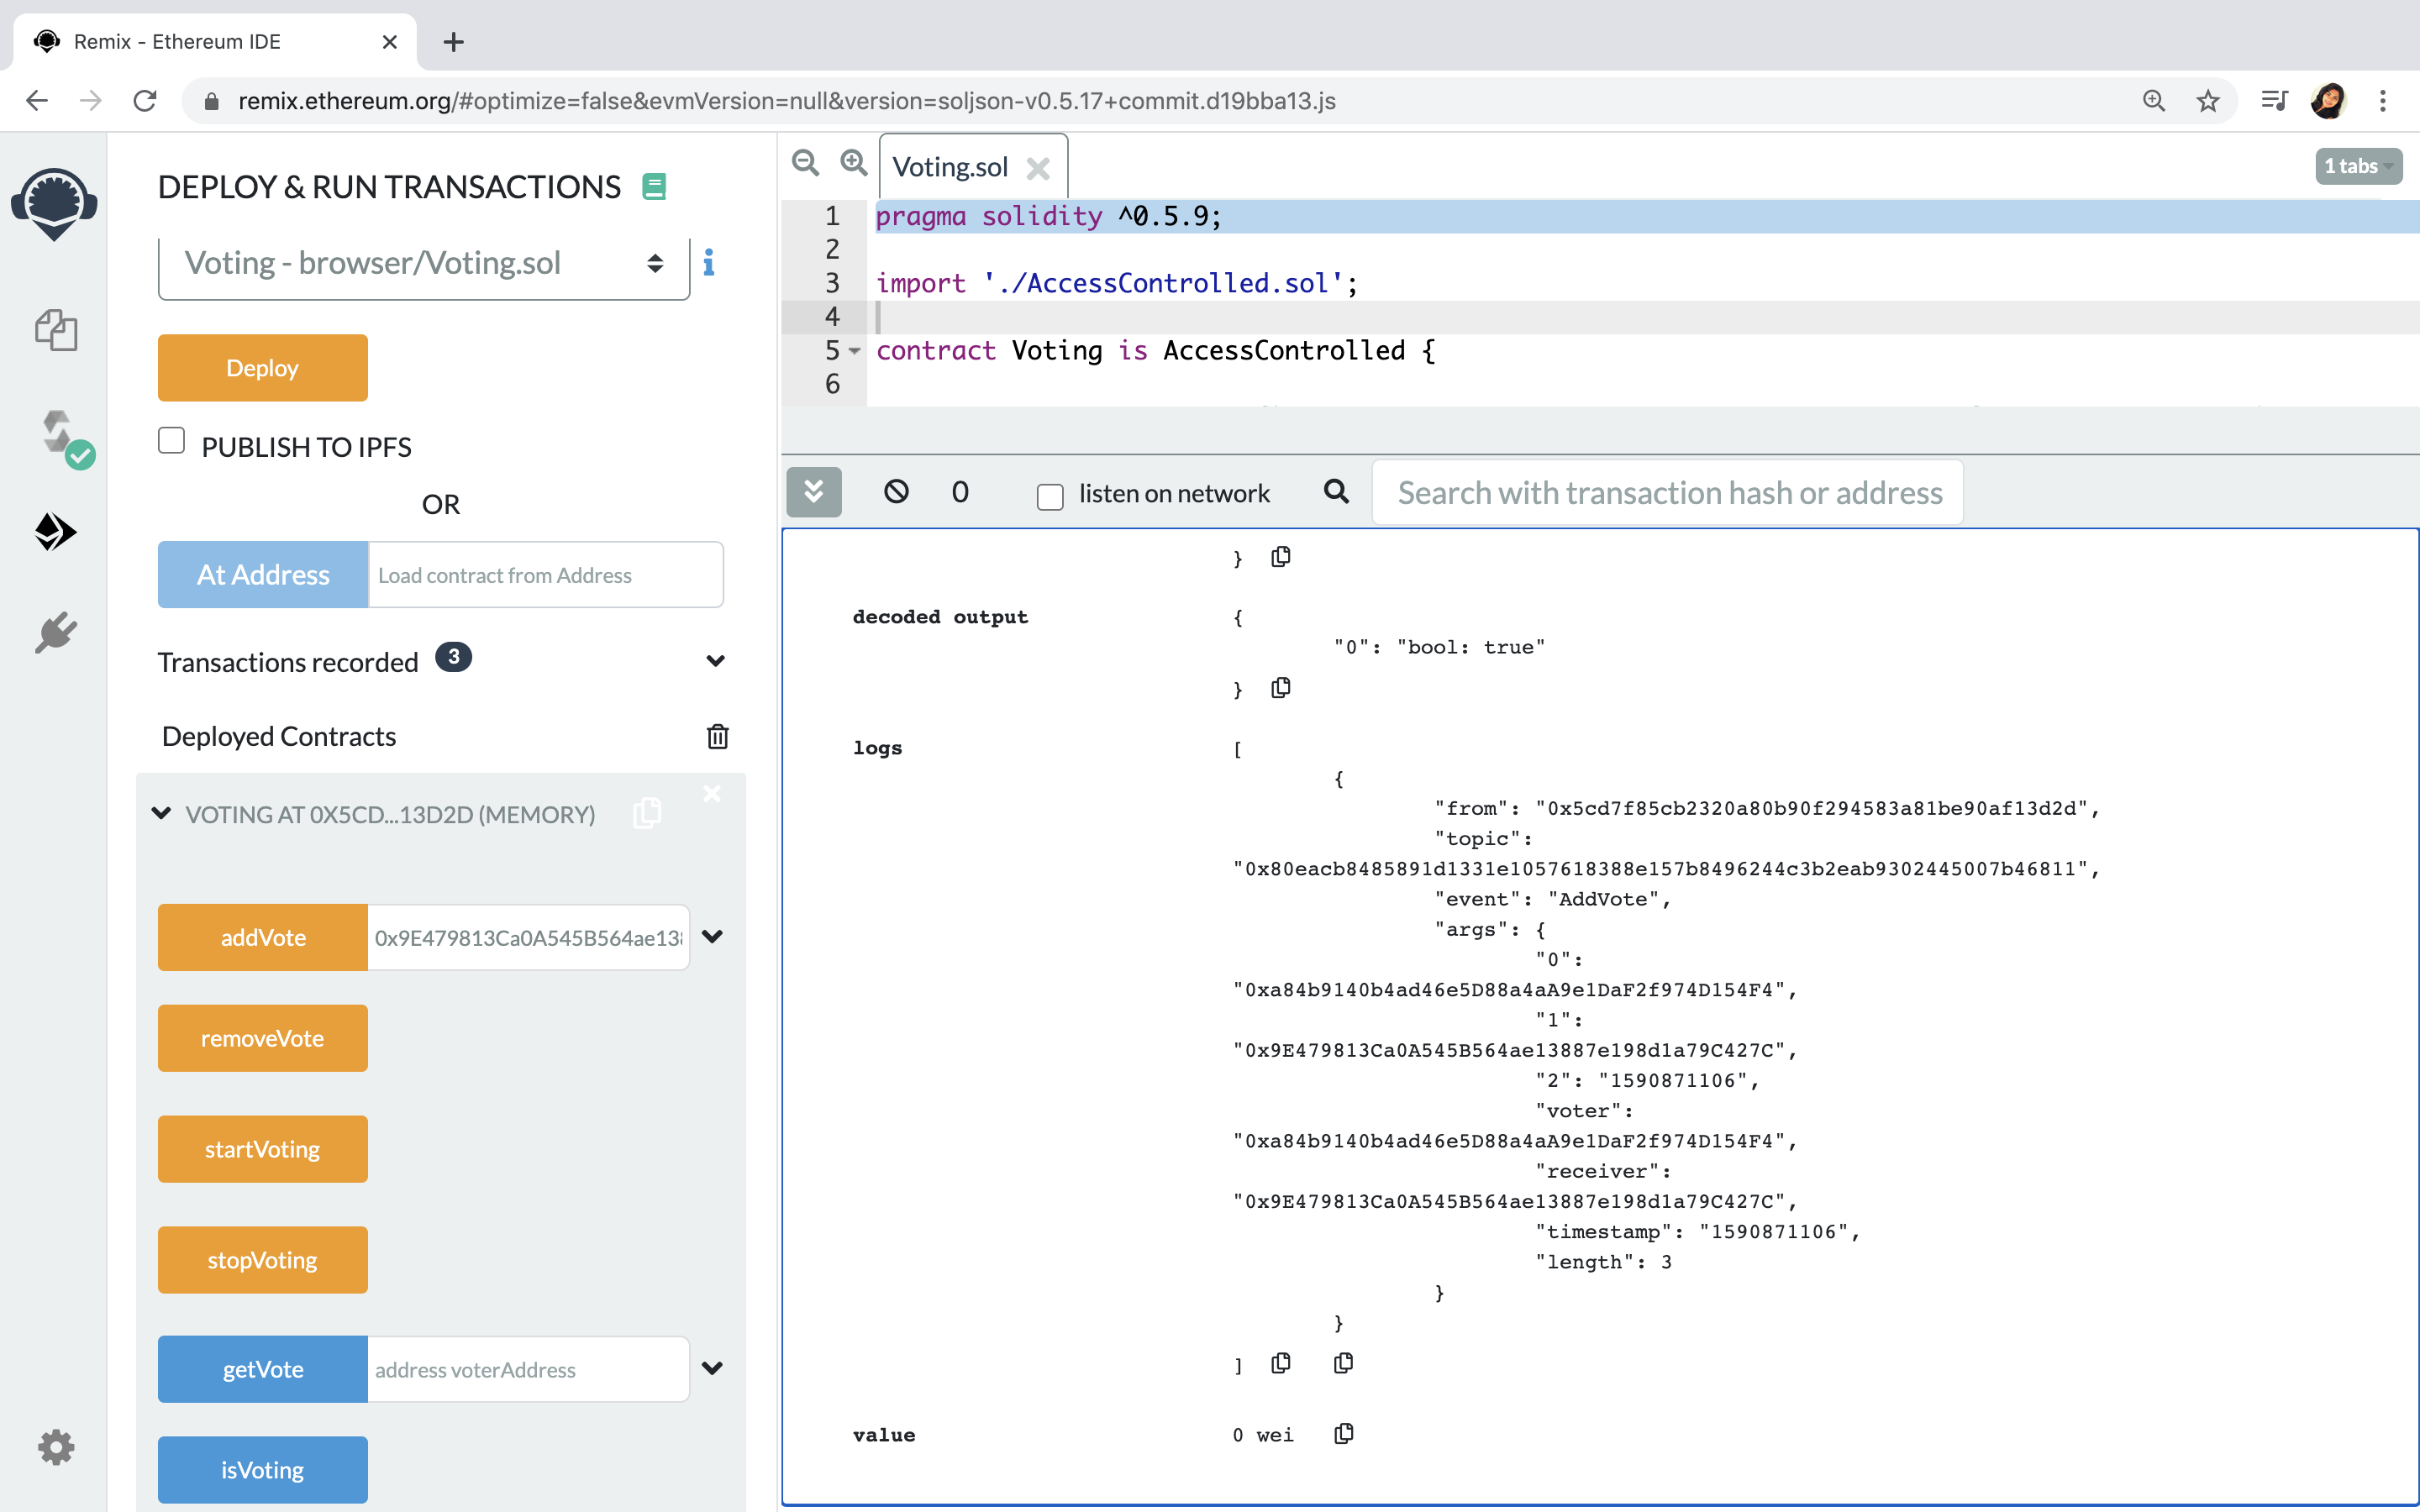 Remix - Ethereum IDE
remix.ethereum.org/#optimize=false&evmVersion=null&version=soljson-v0.5.17+commit.d19bba13.js
DEPLOY & RUN TRANSACTIONS
Voting - browser/Voting.sol
Deploy
PUBLISH TO IPFS
OR
At Address
Load contract from Address
Transactions recorded 3
Deployed Contracts
VOTING AT 0X5CD...13D2D (MEMORY)
addVote
0x9E479813Ca0A545B564ae13
removeVote
startVoting
stopVoting
getVote
address voterAddress
isVoting
Voting.sol
1 tabs
1 pragma solidity ^0.5.9;
2
3 import './AccessControlled.sol';
4
5 contract Voting is AccessControlled {
6
0
listen on network
Search with transaction hash or address
}
decoded output {
"0": "bool: true"
}
logs [
{
"from": "0x5cd7f85cb2320a80b90f294583a81be90af13d2d",
"topic":
"0x80eacb8485891d1331e1057618388e157b8496244c3b2eab9302445007b46811",
"event": "AddVote",
"args": {
"0":
"0xa84b9140b4ad46e5D88a4aA9e1DaF2f974D154F4",
"1":
"0x9E479813Ca0A545B564ae13887e198d1a79C427C",
"2": "1590871106",
"voter":
"0xa84b9140b4ad46e5D88a4aA9e1DaF2f974D154F4",
"receiver":
"0x9E479813Ca0A545B564ae13887e198d1a79C427C",
"timestamp": "1590871106",
"length": 3
}
}
]
value 0 wei